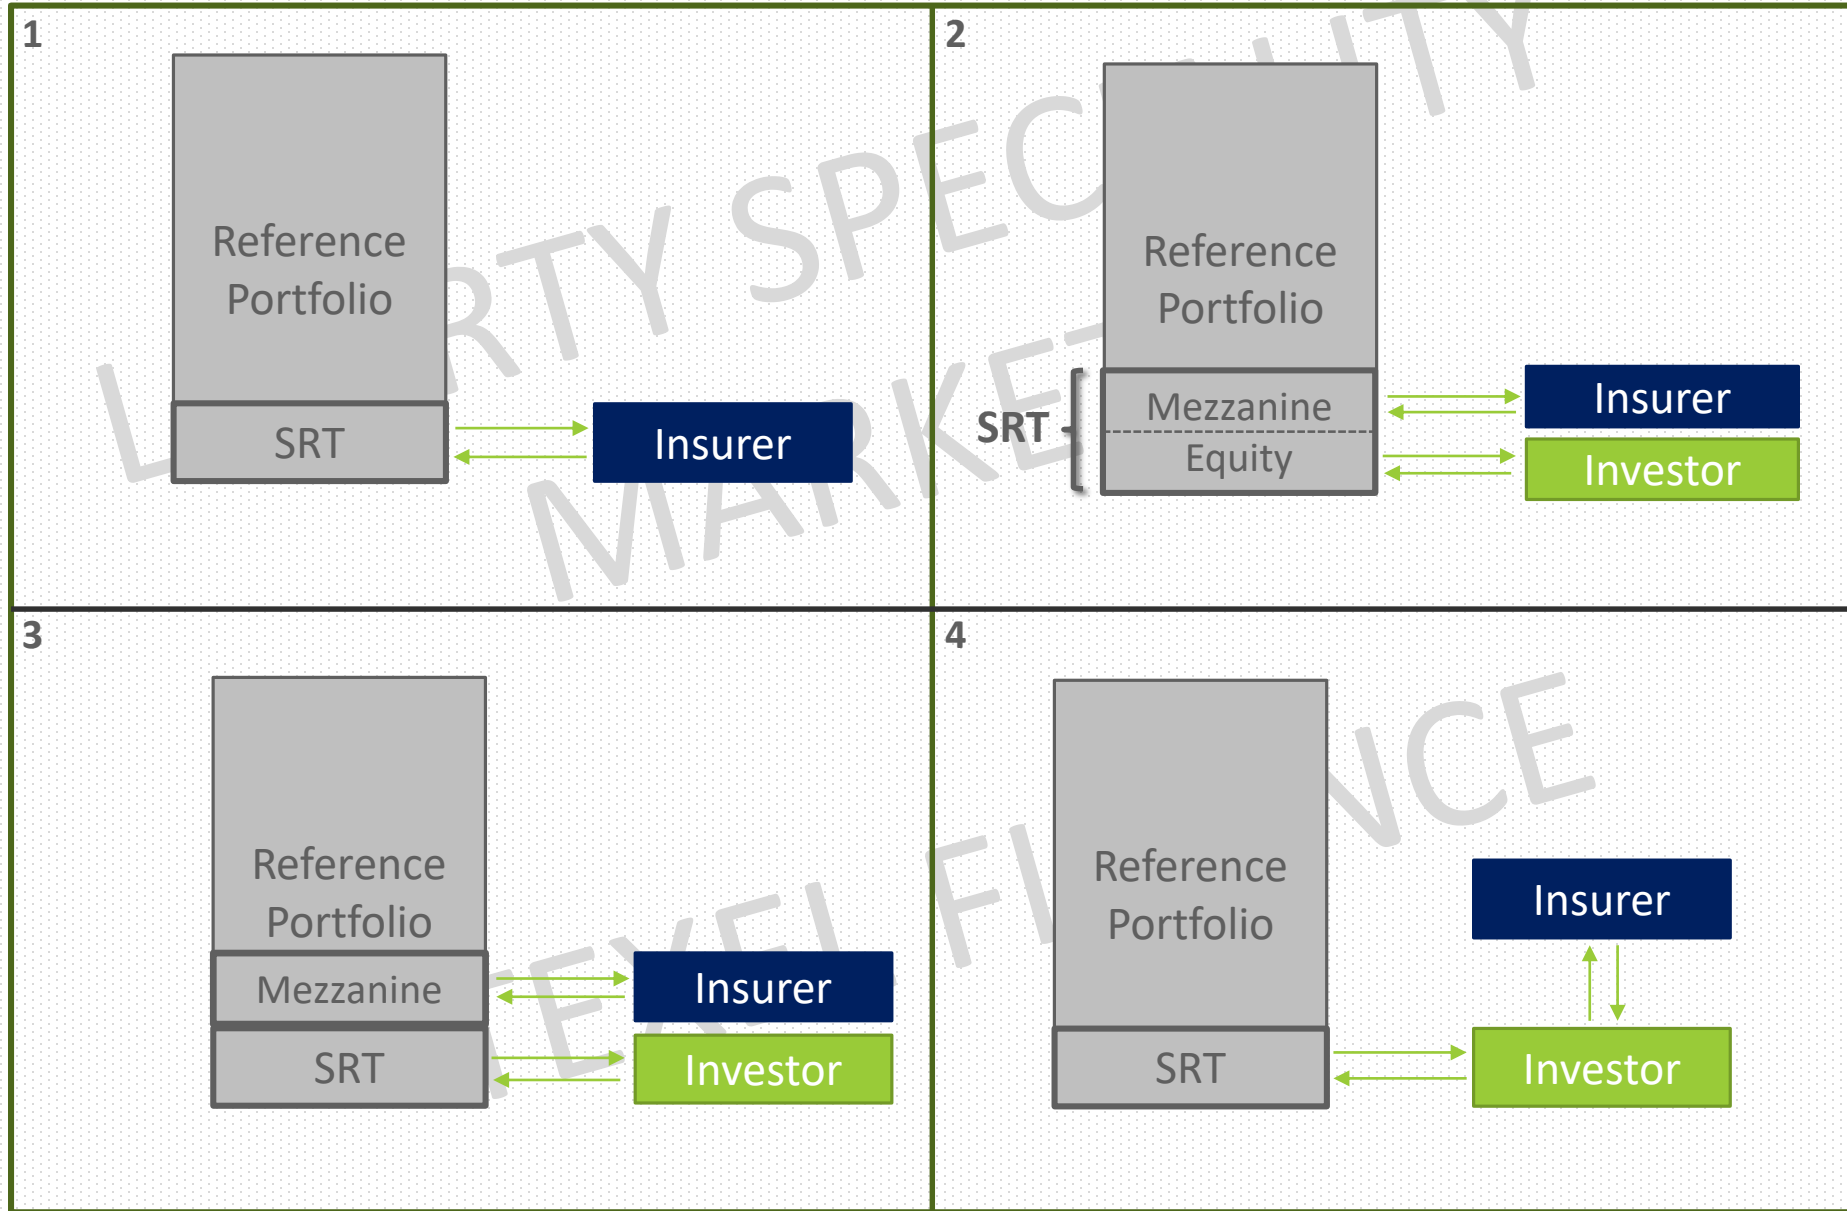 1
Reference
Portfolio
SRT
Insurer
2
Reference
Portfolio
SRT
Mezzanine
Equity
Insurer
Investor
3
Reference
Portfolio
Mezzanine
SRT
Insurer
Investor
4
Reference
Portfolio
SRT
Insurer
Investor
TEXEL